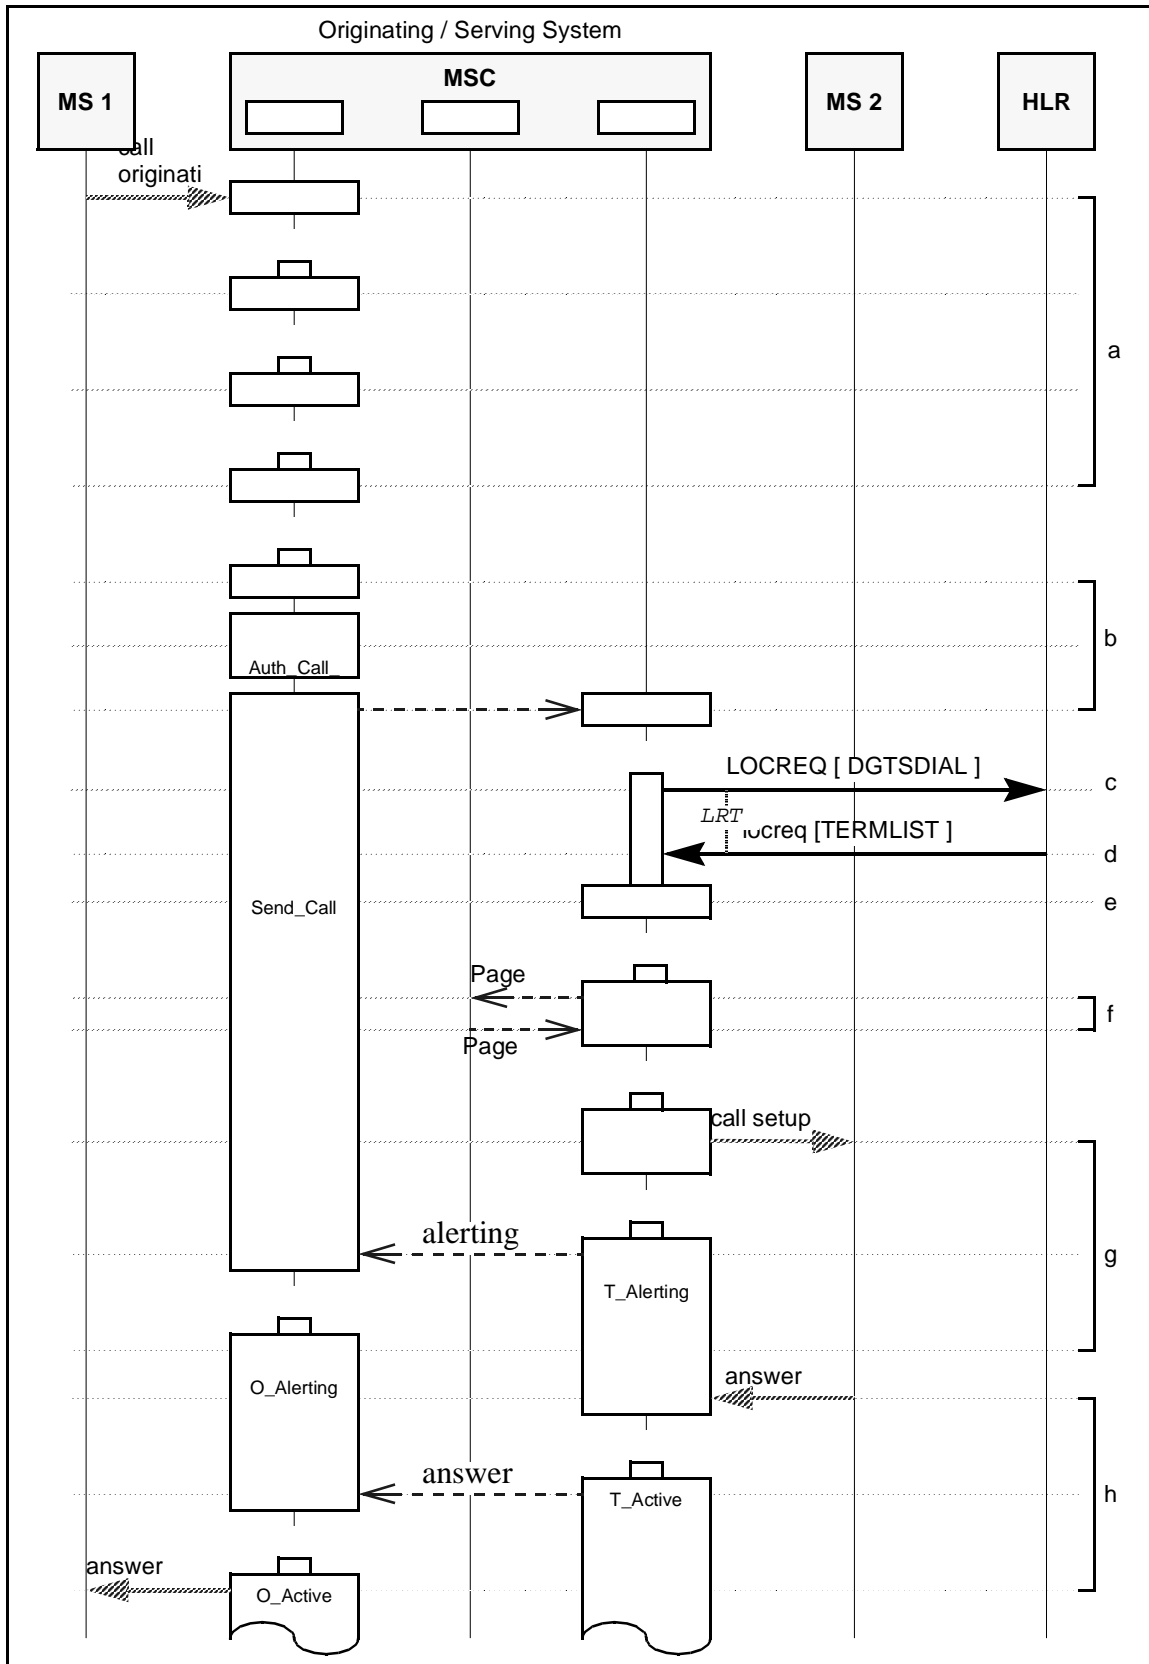 Originating / Serving System
MS 1
MSC
MS 2
HLR
call
originati
a
b
Auth_Call_
LOCREQ [ DGTSDIAL ]
c
LRT
locreq [TERMLIST ]
d
Send_Call
e
Page
f
Page
call setup
alerting
g
T_Alerting
O_Alerting
answer
answer
T_Active
h
answer
O_Active